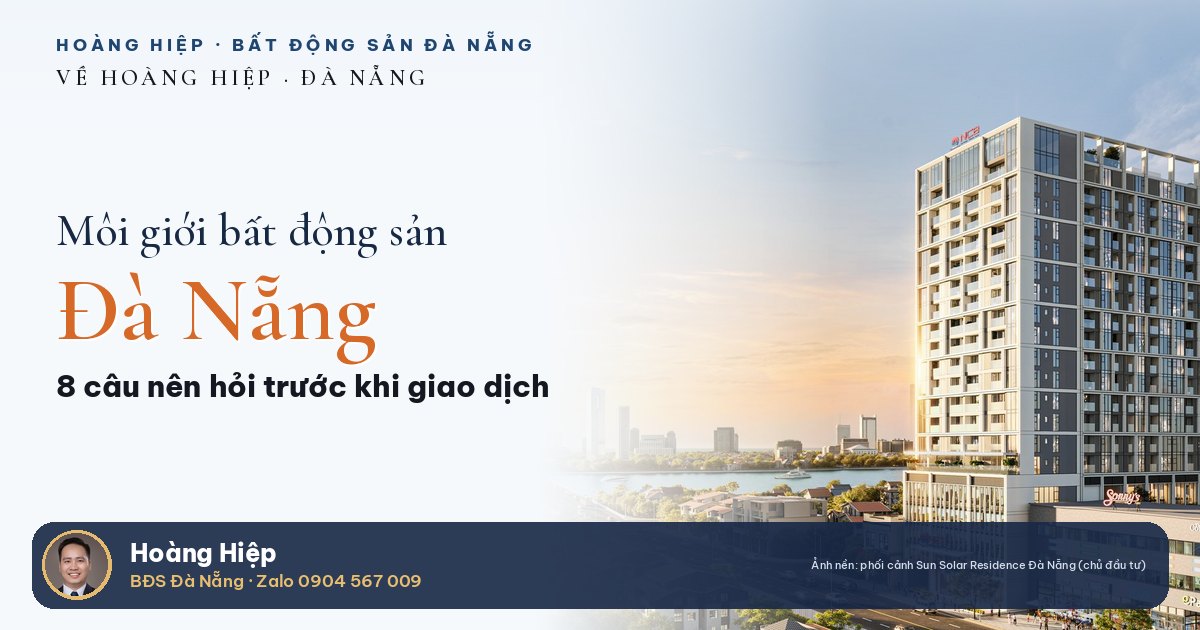 HOÀNG HIỆP · BẤT ĐỘNG SẢN ĐÀ NẴNG
VỀ HOÀNG HIỆP · ĐÀ NẴNG
Môi giới bất động sản
Đà Nẵng
8 câu nên hỏi trước khi giao dịch
NCB
Sonny's
Hoàng Hiệp
BĐS Đà Nẵng · Zalo 0904 567 009
Ảnh nền: phối cảnh Sun Solar Residence Đà Nẵng (chủ đầu tư)